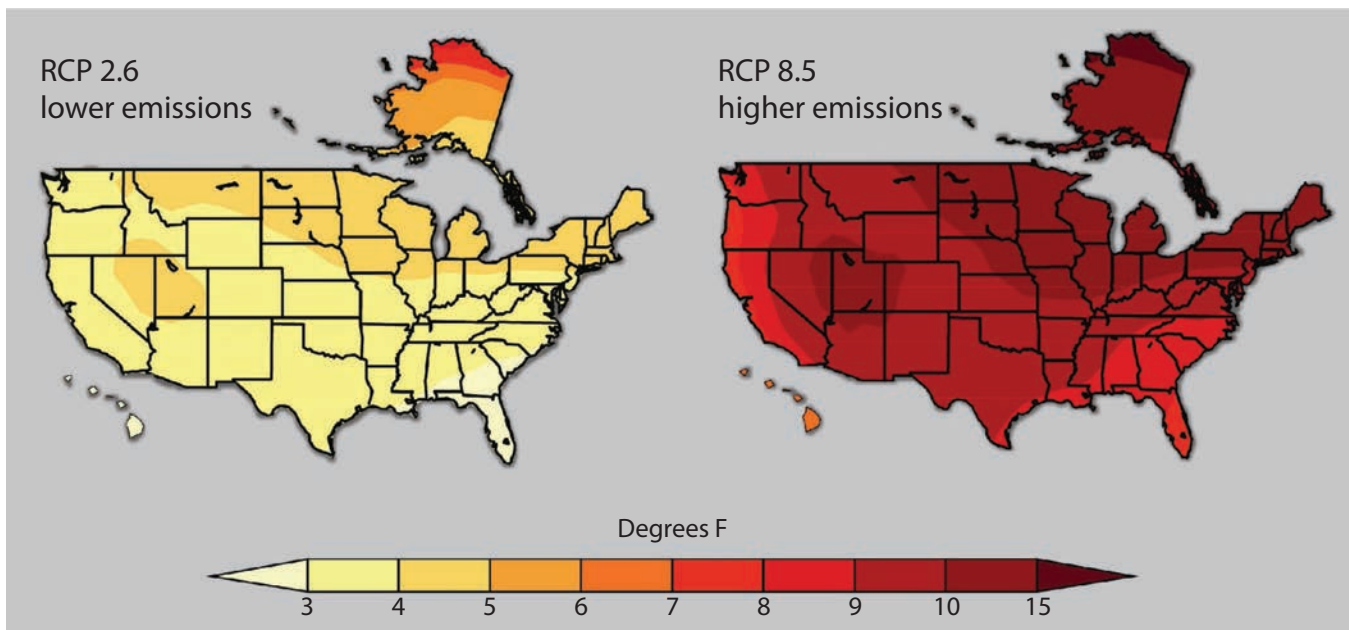 RCP 2.6
lower emissions
RCP 8.5
higher emissions
Degrees F
3 4 5 6 7 8 9 10 15